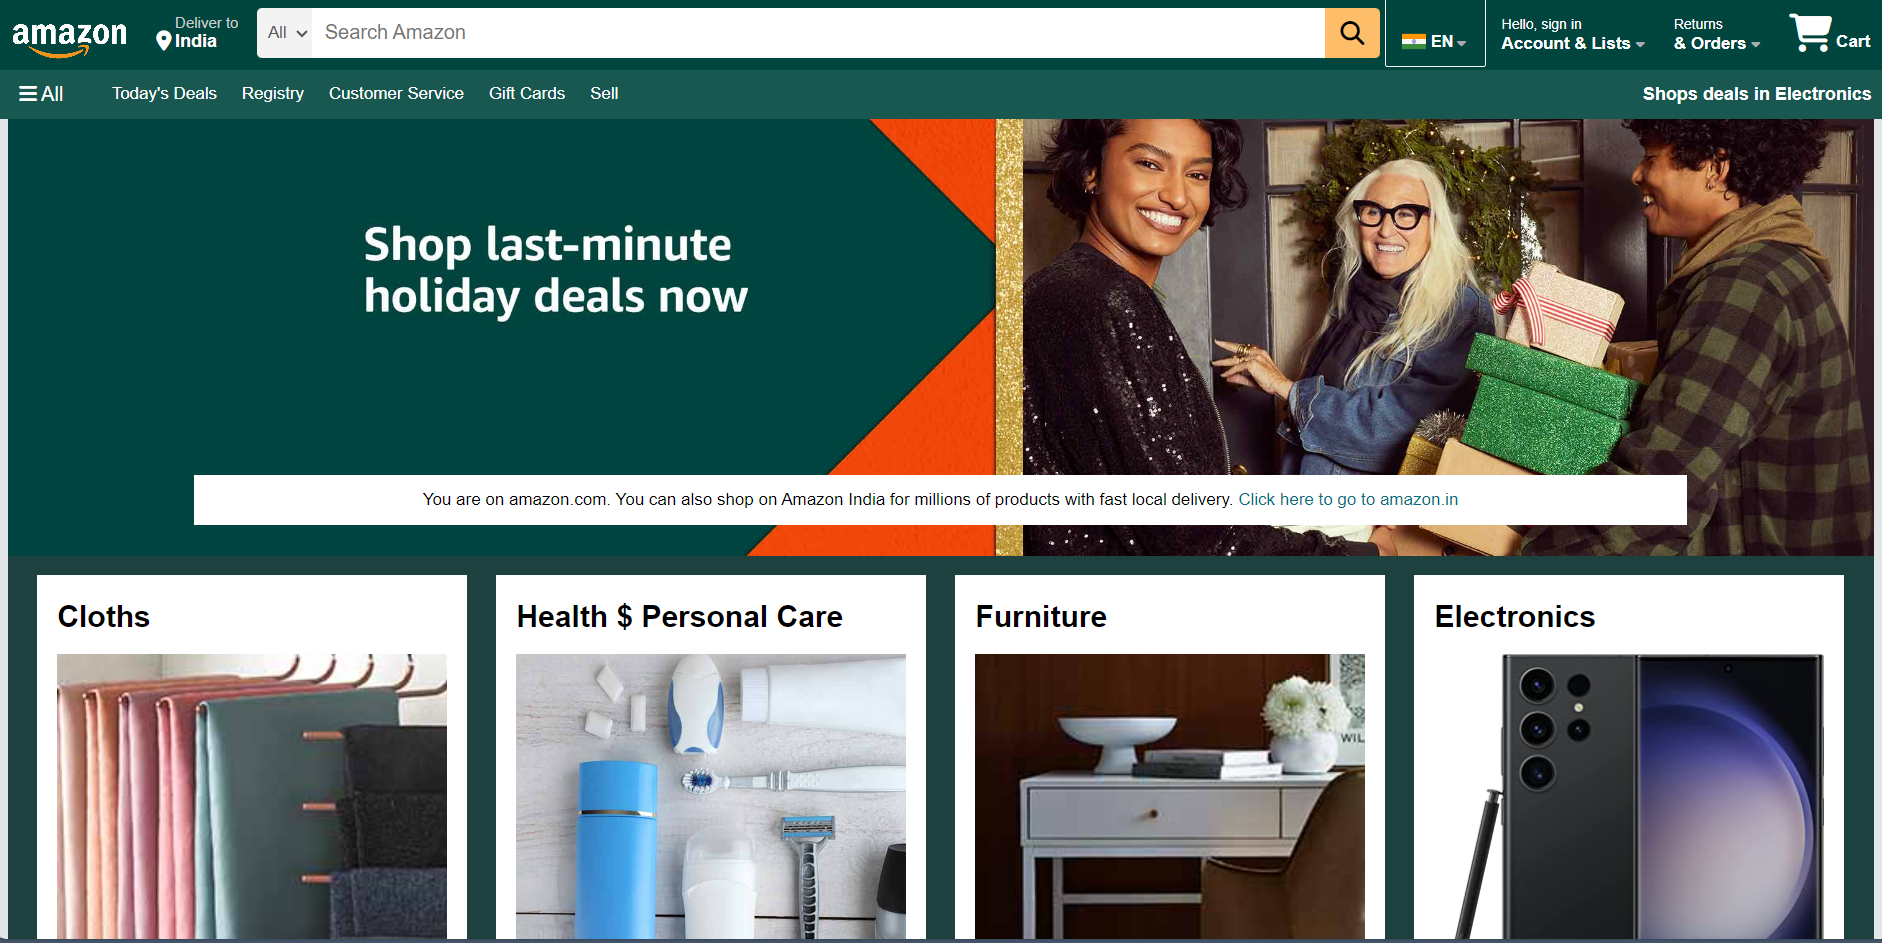 amazon
Deliver to
India
All
Search Amazon
EN
Hello, sign in
Account & Lists
Returns
& Orders
Cart
All
Today's Deals
Registry
Customer Service
Gift Cards
Sell
Shops deals in Electronics
Shop last-minute
holiday deals now
You are on amazon.com. You can also shop on Amazon India for millions of products with fast local delivery. Click here to go to amazon.in
Cloths
Health $ Personal Care
Furniture
Electronics
WIL